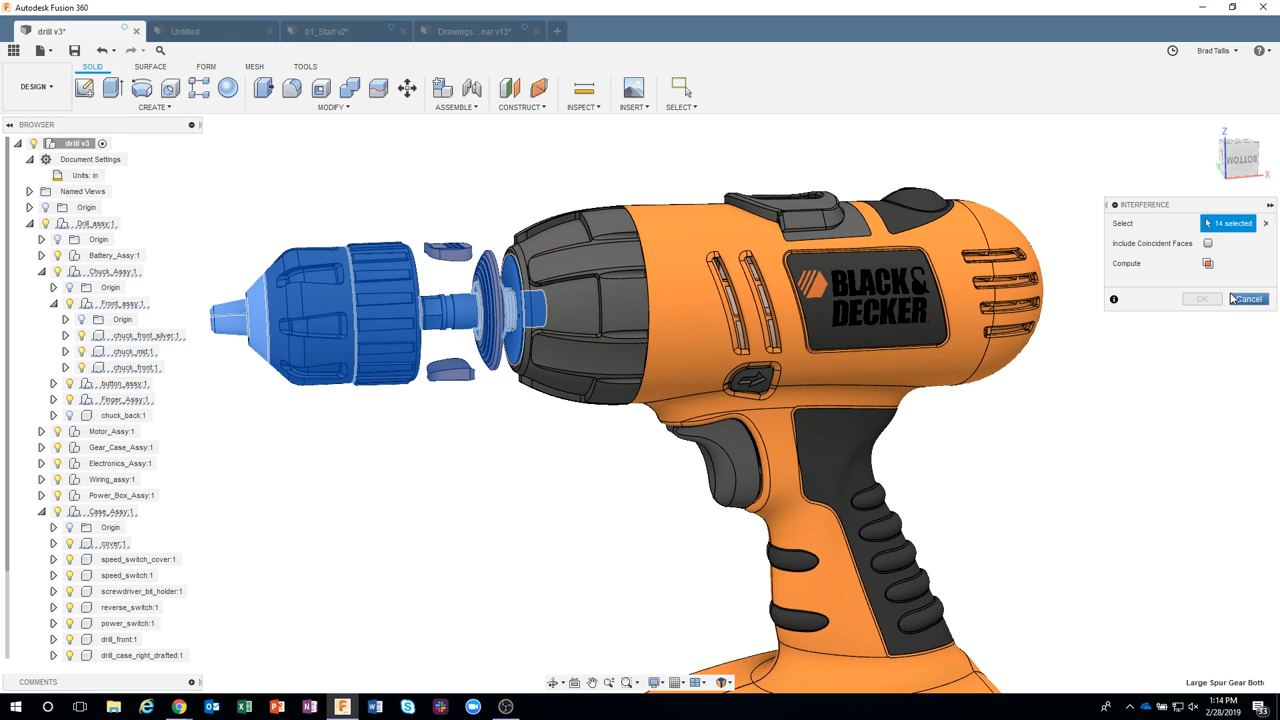 Autodesk Fusion 360
drill v3*
Untitled
01_Start v2*
Drawings... nar v13*
Brad Tallis
SOLID
SURFACE
FORM
MESH
TOOLS
DESIGN
CREATE
MODIFY
ASSEMBLE
CONSTRUCT
INSPECT
INSERT
SELECT
BROWSER
drill v3
Document Settings
Units: in
Named Views
Origin
Drill_assy:1
Origin
Battery_Assy:1
Chuck_Assy:1
Origin
Front_assy:1
Origin
chuck_front_silver:1
chuck_mid:1
chuck_front:1
button_assy:1
Finger_Assy:1
chuck_back:1
Motor_Assy:1
Gear_Case_Assy:1
Electronics_Assy:1
Wiring_assy:1
Power_Box_Assy:1
Case_Assy:1
Origin
cover:1
speed_switch_cover:1
speed_switch:1
screwdriver_bit_holder:1
reverse_switch:1
power_switch:1
drill_front:1
drill_case_right_drafted:1
COMMENTS
BLACK&
DECKER
Z
BOTTOM
X
INTERFERENCE
Select
14 selected
Include Coincident Faces
Compute
OK
Cancel
Large Spur Gear Bott
1:14 PM
2/28/2019
33